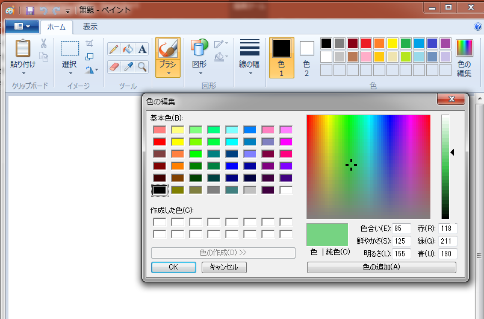 無題 - ペイント
ホーム
表示
貼り付け
選択
A
ブラシ
図形
線の幅
色
1
色
2
色の
編集
クリップボード
イメージ
ツール
図形
色
色の編集
基本色(B):
作成した色(C):
色の作成(D) >>
OK
キャンセル
色 | 純色(O)
色合い(E): 85
鮮やかさ(S): 125
明るさ(L): 155
赤(R): 119
緑(G): 211
青(U):
色の追加(A)